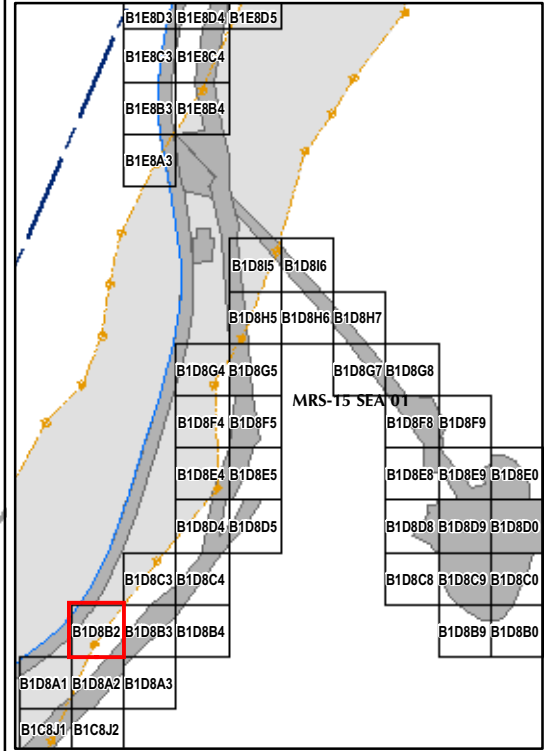 B1E8D3 B1E8D4 B1E8D5
B1E8C3 B1E8C4
B1E8B3 B1E8B4
B1E8A3
B1D8I5 B1D8I6
B1D8H5 B1D8H6 B1D8H7
B1D8G4 B1D8G5 B1D8G7 B1D8G8
MRS-15 SEA 01
B1D8F4 B1D8F5 B1D8F8 B1D8F9
B1D8E4 B1D8E5 B1D8E8 B1D8E9 B1D8E0
B1D8D4 B1D8D5 B1D8D8 B1D8D9 B1D8D0
B1D8C3 B1D8C4 B1D8C8 B1D8C9 B1D8C0
B1D8B2 B1D8B3 B1D8B4 B1D8B9 B1D8B0
B1D8A1 B1D8A2 B1D8A3
B1C8J1 B1C8J2